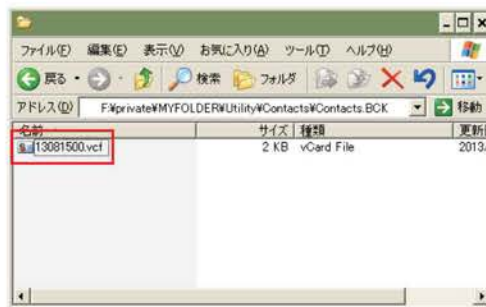 ファイル(F) 編集(E) 表示(V) お気に入り(A) ツール(T) ヘルプ(H)
戻る 検索 フォルダ
アドレス(D) F:¥private¥MYFOLDER¥Utility¥Contacts¥Contacts.BCK 移動
名前 サイズ 種類 更新
13081500.vcf 2 KB vCard File 2013